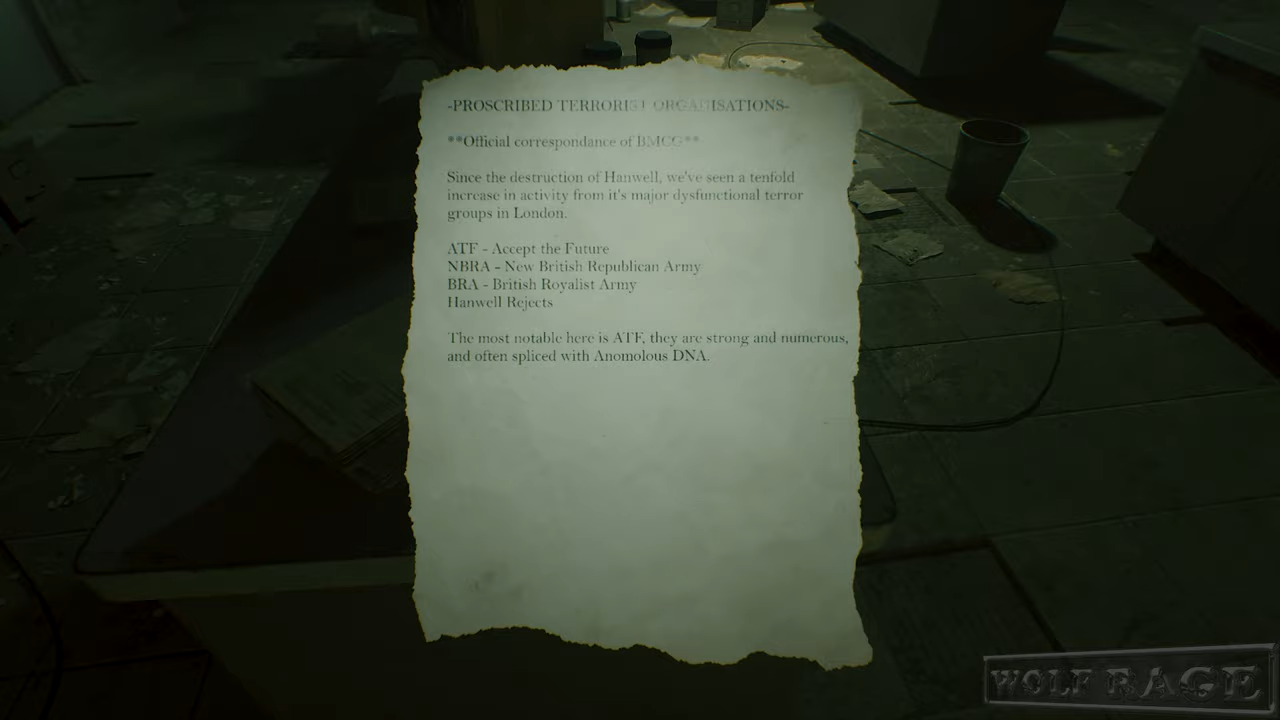 -PROSCRIBED TERRORIST ORGANISATIONS-
**Official correspondance of BMCG**
Since the destruction of Hanwell, we've seen a tenfold
increase in activity from it's major dysfunctional terror
groups in London.
ATF - Accept the Future
NBRA - New British Republican Army
BRA - British Royalist Army
Hanwell Rejects
The most notable here is ATF, they are strong and numerous,
and often spliced with Anomolous DNA.
WOLF RAGE